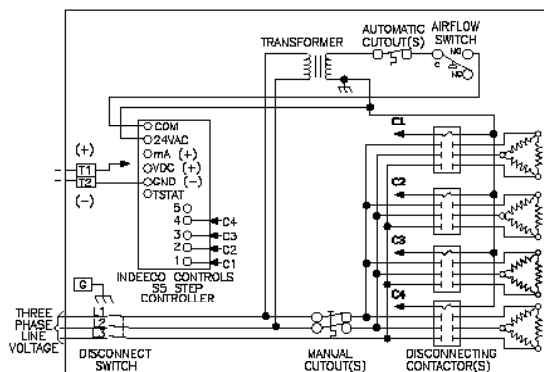 AUTOMATIC
CUTOUT(S)
AIRFLOW
SWITCH
TRANSFORMER
NO
C
NC
COM
24VAC
mA (+)
VDC (+)
GND (-)
TSTAT
5
4
3
2
1
(+)
T1
T2
(-)
C4
C3
C2
C1
INDEECO CONTROLS
S5 STEP
CONTROLLER
C1
C2
C3
C4
G
THREE
PHASE
LINE
VOLTAGE
L1
L2
L3
DISCONNECT
SWITCH
MANUAL
CUTOUT(S)
DISCONNECTING
CONTACTOR(S)